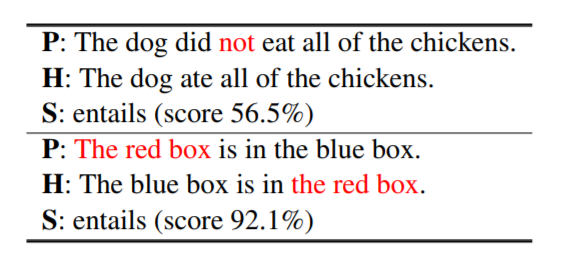 P: The dog did not eat all of the chickens.
H: The dog ate all of the chickens.
S: entails (score 56.5%)
P: The red box is in the blue box.
H: The blue box is in the red box.
S: entails (score 92.1%)